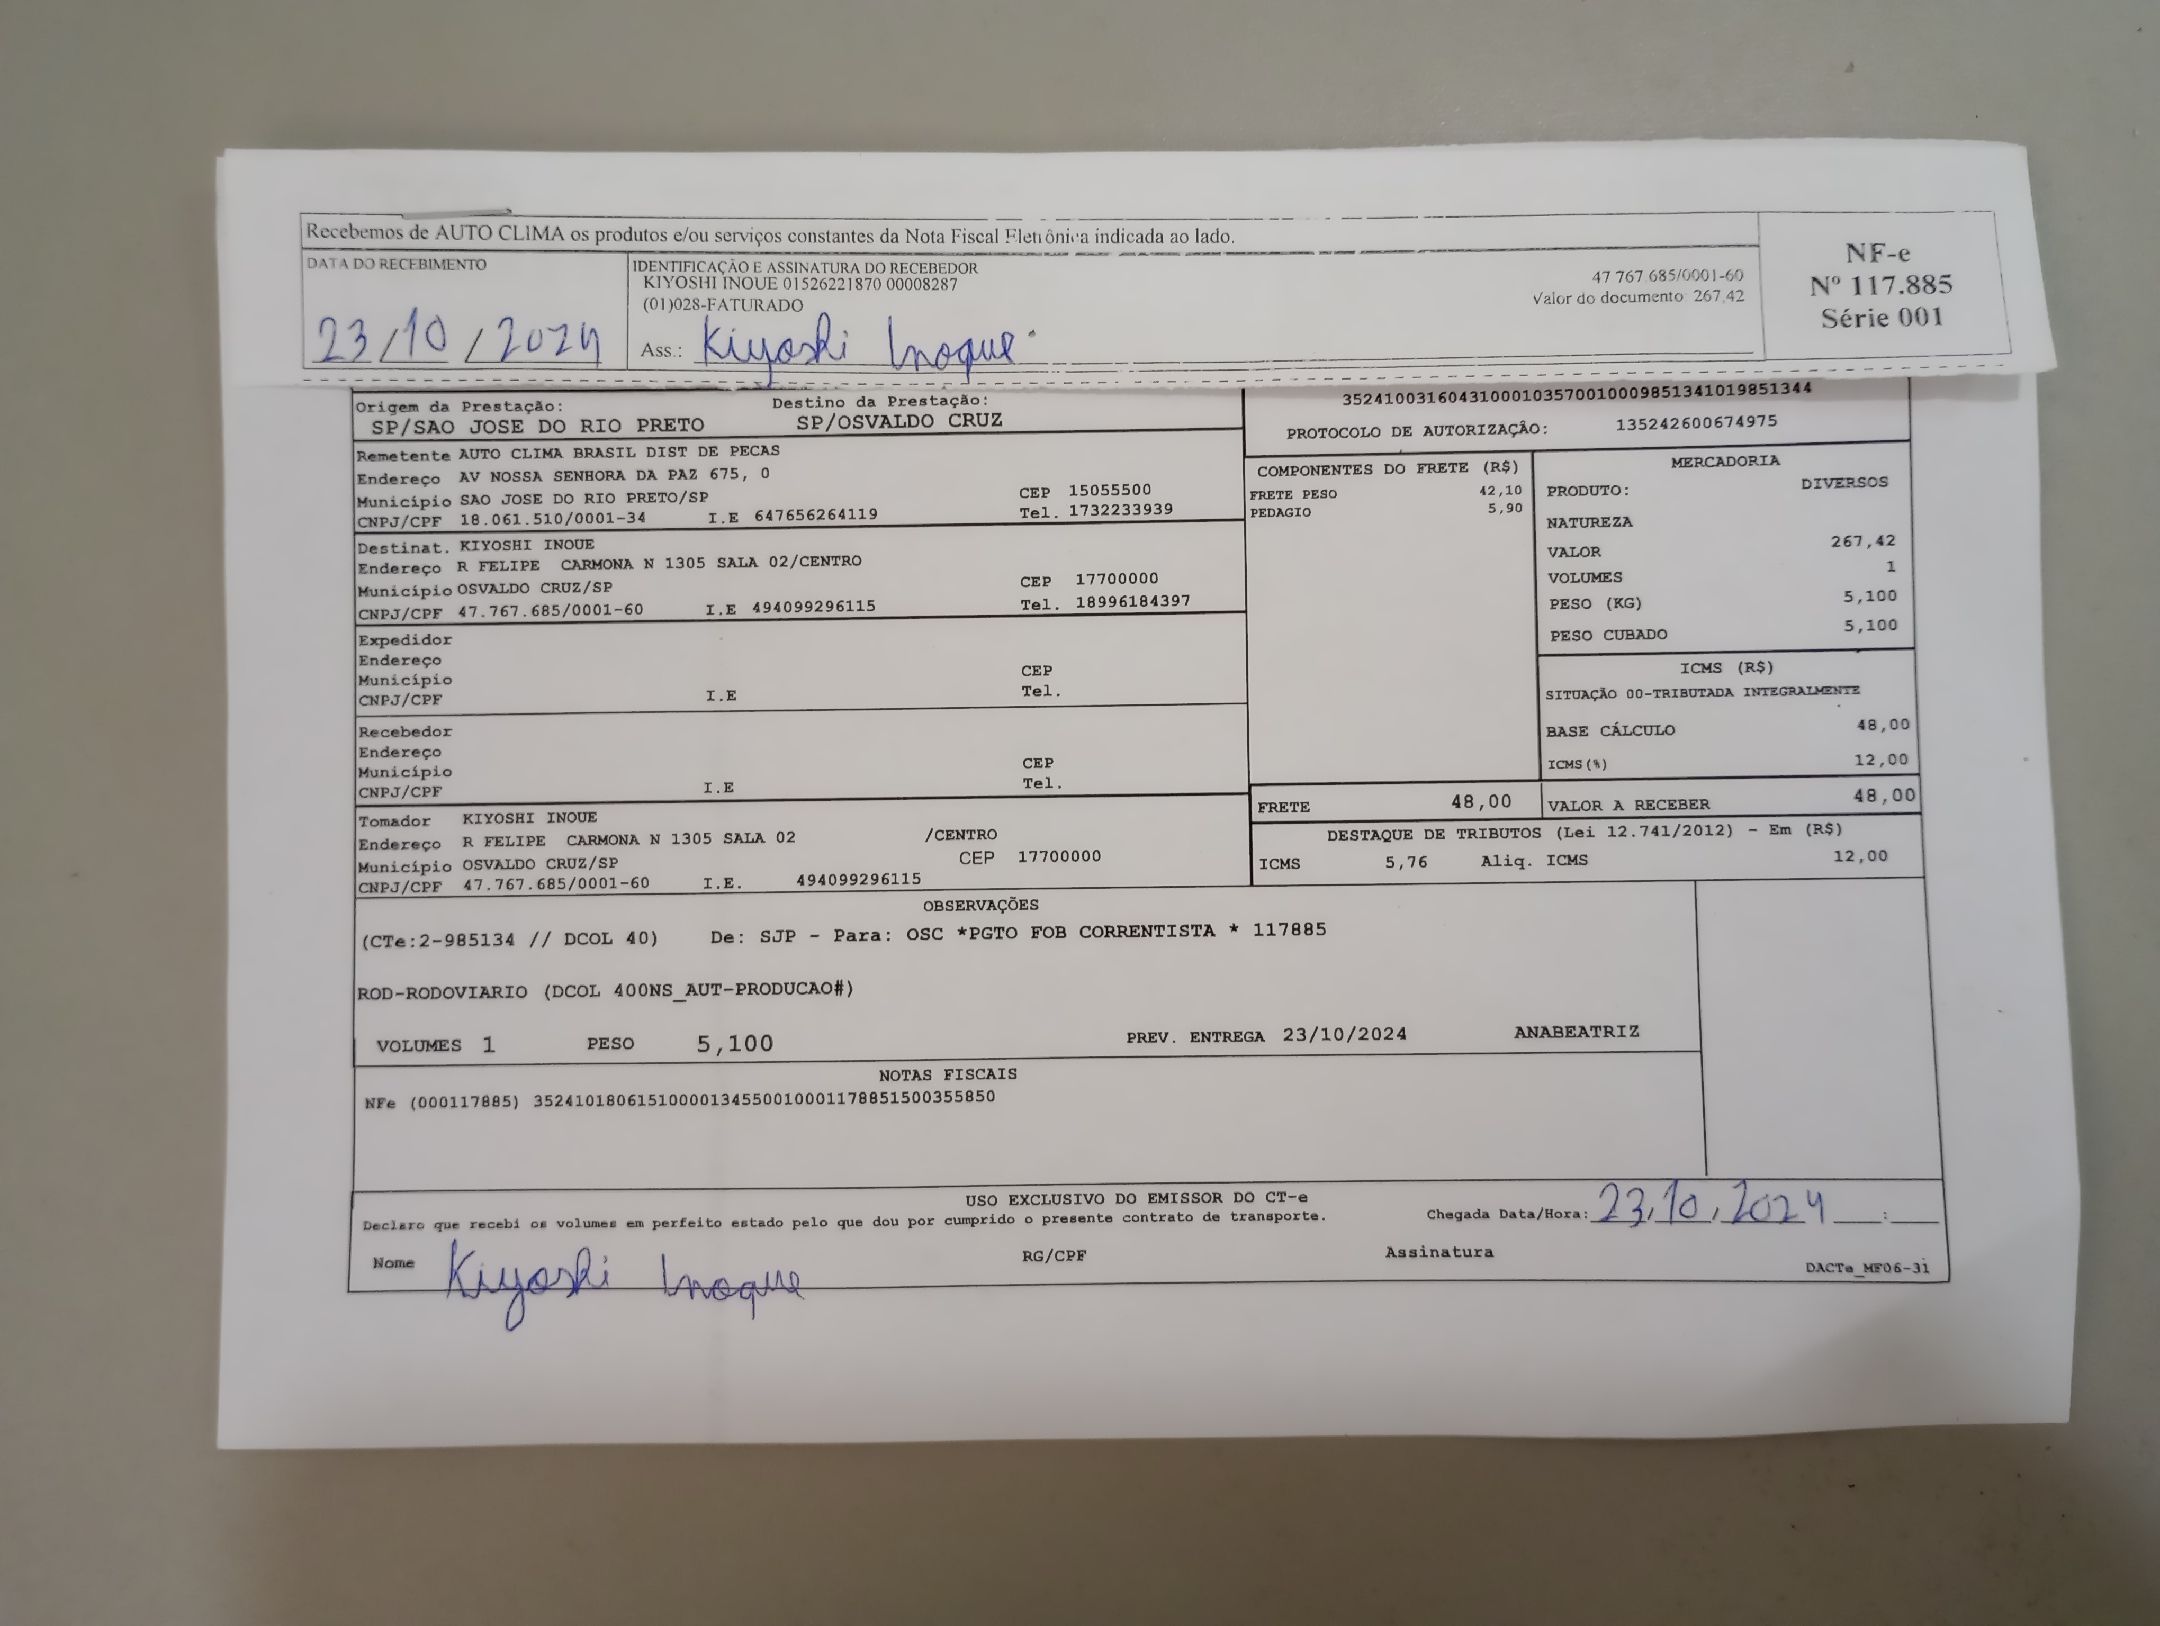 Recebemos de AUTO CLIMA os produtos e/ou serviços constantes da Nota Fiscal Eletrônica indicada ao lado.
DATA DO RECEBIMENTO
23/10/2024
IDENTIFICAÇÃO E ASSINATURA DO RECEBEDOR
KIYOSHI INOUE 01526221870 00008287
(01)028-FATURADO
47 767 685/0001-60
Valor do documento 267,42
Ass.: Kiyoshi Inoque
NF-e
Nº 117.885
Série 001
Origem da Prestação: Destino da Prestação:
SP/SAO JOSE DO RIO PRETO SP/OSVALDO CRUZ
35241003160431000103570010009851341019851344
PROTOCOLO DE AUTORIZAÇÃO: 135242600674975
Remetente AUTO CLIMA BRASIL DIST DE PECAS
Endereço AV NOSSA SENHORA DA PAZ 675, 0
Município SAO JOSE DO RIO PRETO/SP CEP 15055500
CNPJ/CPF 18.061.510/0001-34 I.E 647656264119 Tel. 1732233939
Destinat. KIYOSHI INOUE
Endereço R FELIPE CARMONA N 1305 SALA 02/CENTRO
Município OSVALDO CRUZ/SP CEP 17700000
CNPJ/CPF 47.767.685/0001-60 I.E 494099296115 Tel. 18996184397
Expedidor
Endereço
Município CEP
CNPJ/CPF I.E Tel.
Recebedor
Endereço
Município CEP
CNPJ/CPF I.E Tel.
Tomador KIYOSHI INOUE
Endereço R FELIPE CARMONA N 1305 SALA 02 /CENTRO
Município OSVALDO CRUZ/SP CEP 17700000
CNPJ/CPF 47.767.685/0001-60 I.E. 494099296115
COMPONENTES DO FRETE (R$)
FRETE PESO 42,10
PEDAGIO 5,90
MERCADORIA
PRODUTO: DIVERSOS
NATUREZA
VALOR 267,42
VOLUMES 1
PESO (KG) 5,100
PESO CUBADO 5,100
ICMS (R$)
SITUAÇÃO 00-TRIBUTADA INTEGRALMENTE
BASE CÁLCULO 48,00
ICMS(%) 12,00
FRETE 48,00 VALOR A RECEBER 48,00
DESTAQUE DE TRIBUTOS (Lei 12.741/2012) - Em (R$)
ICMS 5,76 Aliq. ICMS 12,00
OBSERVAÇÕES
(CTe:2-985134 // DCOL 40) De: SJP - Para: OSC *PGTO FOB CORRENTISTA * 117885
ROD-RODOVIARIO (DCOL 400NS_AUT-PRODUCAO#)
VOLUMES 1 PESO 5,100 PREV. ENTREGA 23/10/2024 ANABEATRIZ
NOTAS FISCAIS
NFe (000117885) 35241018061510000134550010001178851500355850
USO EXCLUSIVO DO EMISSOR DO CT-e
Declaro que recebi os volumes em perfeito estado pelo que dou por cumprido o presente contrato de transporte.
Chegada Data/Hora: 23/10/2024 ___:___
Nome Kiyoshi Inoque RG/CPF Assinatura
DACTe_MF06-31